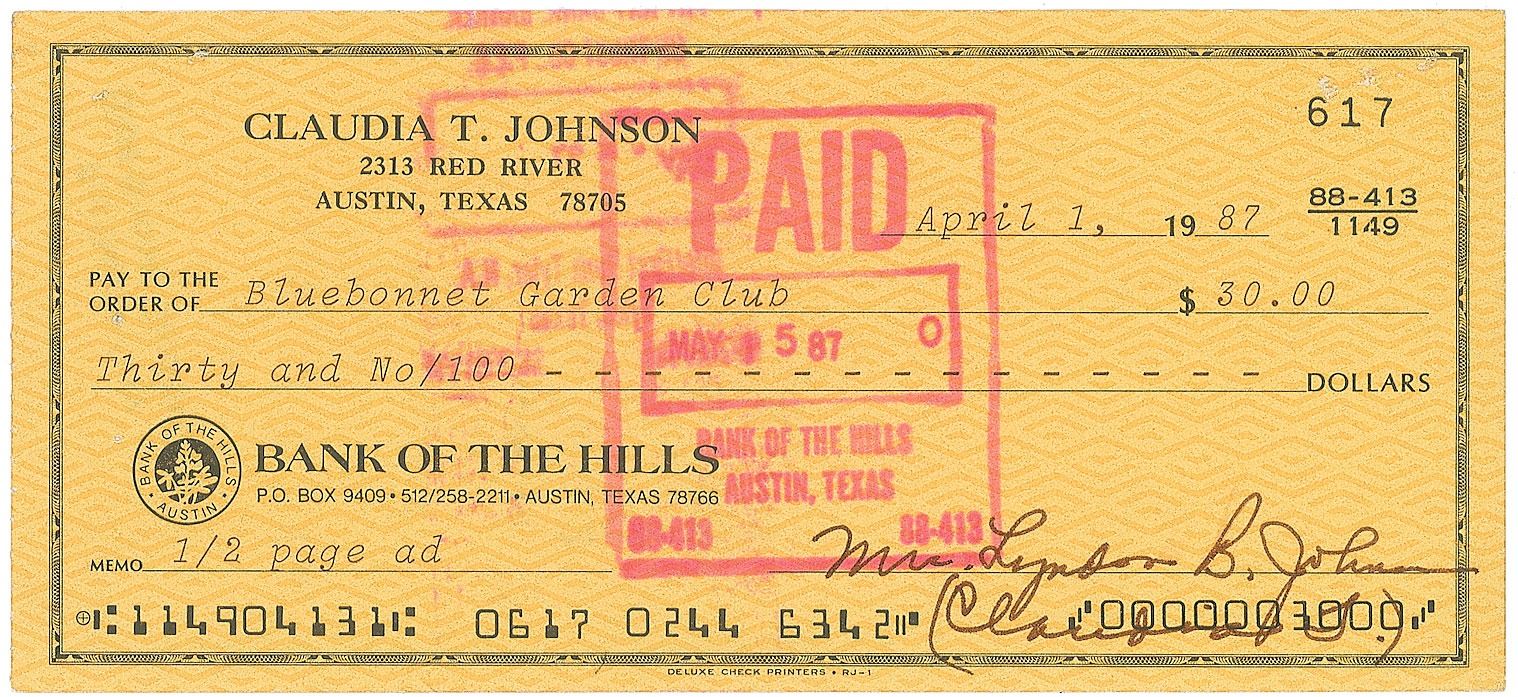 CLAUDIA T. JOHNSON
2313 RED RIVER
AUSTIN, TEXAS 78705
617
88-413
1149
April 1, 19 87
PAY TO THE
ORDER OF Bluebonnet Garden Club $ 30.00
Thirty and No/100 - - - - - - - - - - - - - - - - - - DOLLARS
PAID
MAY 5 87 0
BANK OF THE HILLS
AUSTIN, TEXAS
88-413 88-413
BANK OF THE HILLS
AUSTIN
BANK OF THE HILLS
P.O. BOX 9409 • 512/258-2211 • AUSTIN, TEXAS 78766
MEMO 1/2 page ad
Mrs. Lyndon B. Johnson
(Claudia T.)
⑆114904131⑆ 0617 0244 6342⑈ ⑈0000003000⑈
DELUXE CHECK PRINTERS • RJ-1